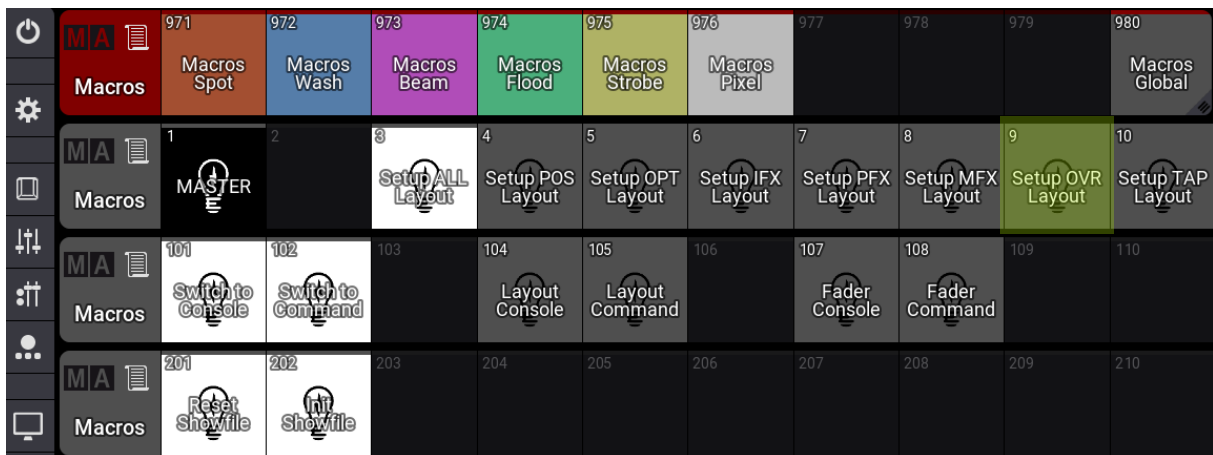 MA
Macros
971
Macros
Spot
972
Macros
Wash
973
Macros
Beam
974
Macros
Flood
975
Macros
Strobe
976
Macros
Pixel
977
978
979
980
Macros
Global
MA
Macros
1
MASTER
2
3
Setup ALL
Layout
4
Setup POS
Layout
5
Setup OPT
Layout
6
Setup IFX
Layout
7
Setup PFX
Layout
8
Setup MFX
Layout
9
Setup OVR
Layout
10
Setup TAP
Layout
MA
Macros
101
Switch to
Console
102
Switch to
Command
103
104
Layout
Console
105
Layout
Command
106
107
Fader
Console
108
Fader
Command
109
110
MA
Macros
201
Reset
Showfile
202
Init
Showfile
203
204
205
206
207
208
209
210